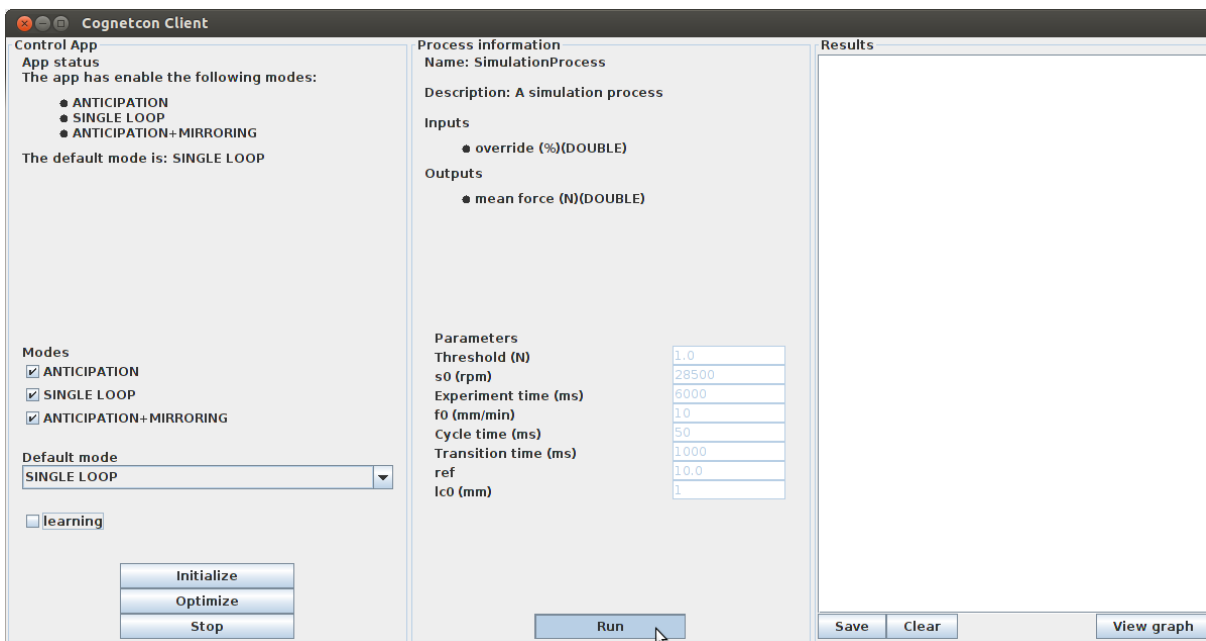 Cognetcon Client
Control App
App status
The app has enable the following modes:
ANTICIPATION
SINGLE LOOP
ANTICIPATION+MIRRORING
The default mode is: SINGLE LOOP
Modes
ANTICIPATION
SINGLE LOOP
ANTICIPATION+MIRRORING
Default mode
SINGLE LOOP
learning
Initialize
Optimize
Stop
Process information
Name: SimulationProcess
Description: A simulation process
Inputs
override (%)(DOUBLE)
Outputs
mean force (N)(DOUBLE)
Parameters
Threshold (N) 1.0
s0 (rpm) 28500
Experiment time (ms) 6000
f0 (mm/min) 10
Cycle time (ms) 50
Transition time (ms) 1000
ref 10.0
lc0 (mm) 1
Run
Results
Save Clear View graph